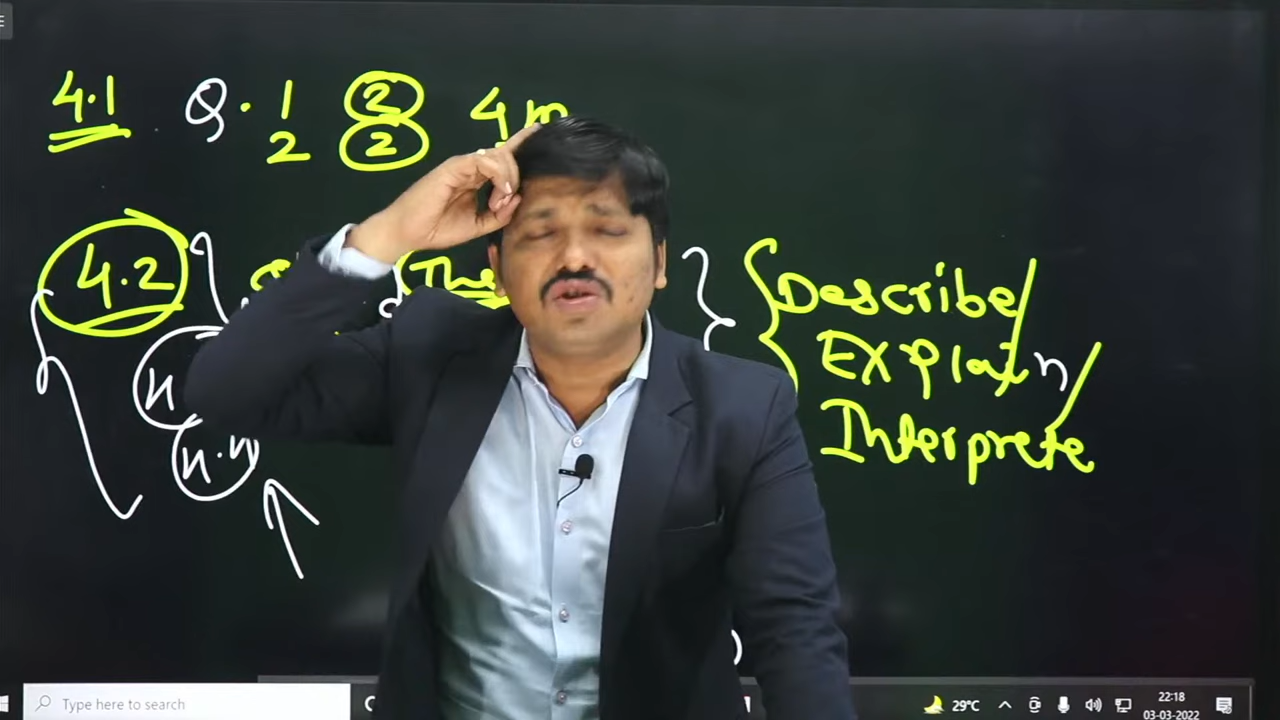 4.1 Q. 1 2 4m
2 2
4.2 The Describe/
n Explain/
n.n Interprete
Type here to search 29°C 22:18
03-03-2022